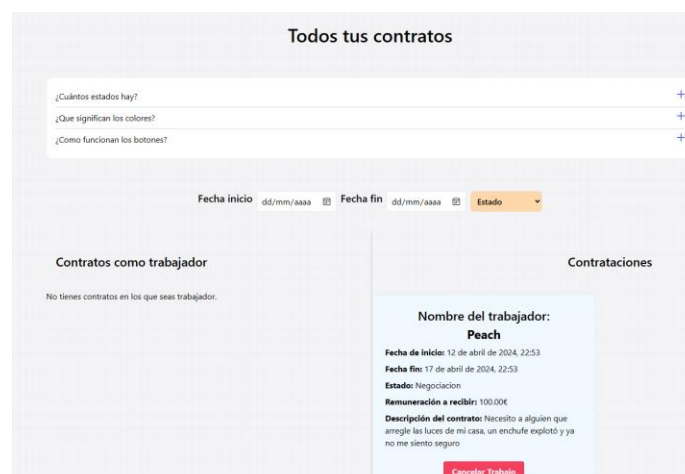 Todos tus contratos
¿Cuántos estados hay?
¿Que significan los colores?
¿Como funcionan los botones?
Fecha inicio dd/mm/aaaa Fecha fin dd/mm/aaaa Estado
Contratos como trabajador
No tienes contratos en los que seas trabajador.
Contrataciones
Nombre del trabajador:
Peach
Fecha de inicio: 12 de abril de 2024, 22:53
Fecha fin: 17 de abril de 2024, 22:53
Estado: Negociacion
Remuneración a recibir: 100.00€
Descripción del contrato: Necesito a alguien que
arregle las luces de mi casa, un enchufe explotó y ya
no me siento seguro
Cancelar Trabajo